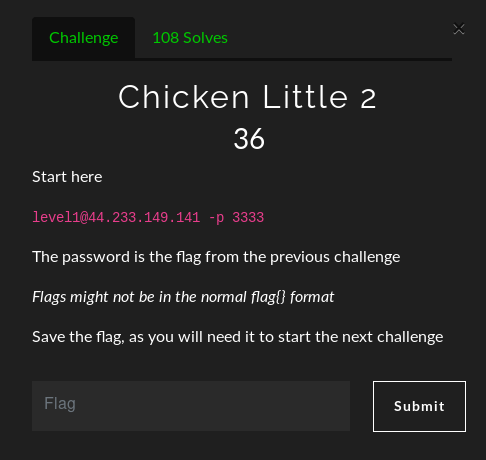 Challenge
108 Solves
×
Chicken Little 2
36
Start here
level1@44.233.149.141 -p 3333
The password is the flag from the previous challenge
Flags might not be in the normal flag{} format
Save the flag, as you will need it to start the next challenge
Flag
Submit